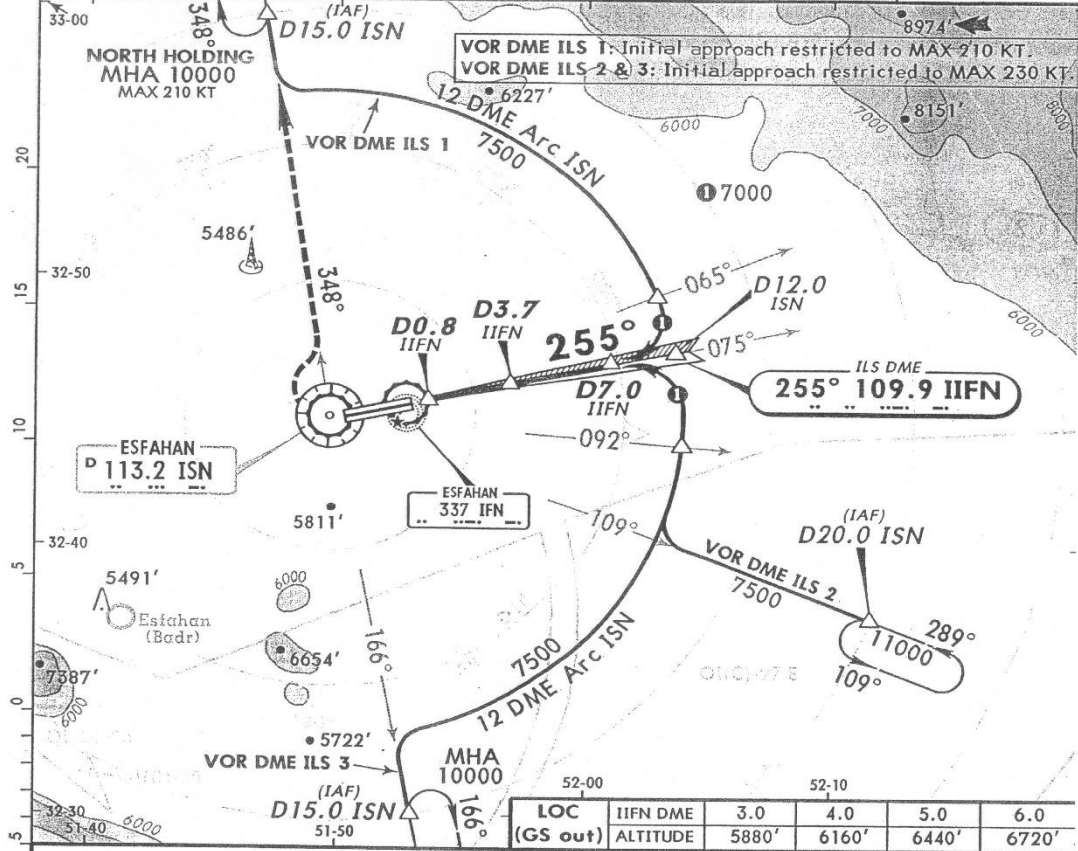 33-00
348°
(IAF)
D15.0 ISN
8974'
NORTH HOLDING
MHA 10000
MAX 210 KT
VOR DME ILS 1: Initial approach restricted to MAX 210 KT.
VOR DME ILS 2 & 3: Initial approach restricted to MAX 230 KT.
6227'
12 DME Arc ISN
7500
VOR DME ILS 1
6000
7000
8151'
8000
20
1 7000
5486'
32-50
348°
065°
D12.0
ISN
15
D3.7
IIFN
D0.8
IIFN
255°
075°
6000
D7.0
IIFN
ILS DME
255° 109.9 IIFN
10
092°
ESFAHAN
D 113.2 ISN
ESFAHAN
337 IFN
5811'
109°
(IAF)
D20.0 ISN
32-40
VOR DME ILS 2
7500
5
5491'
6000
Esfahan
(Badr)
289°
11000
109°
166°
6654'
7387'
7500
12 DME Arc ISN
0
6000
5722'
VOR DME ILS 3
MHA
10000
(IAF)
D15.0 ISN
166°
52-00
52-10
32-30
51-40
6000
51-50
5
LOC IIFN DME 3.0 4.0 5.0 6.0
(GS out) ALTITUDE 5880' 6160' 6440' 6720'